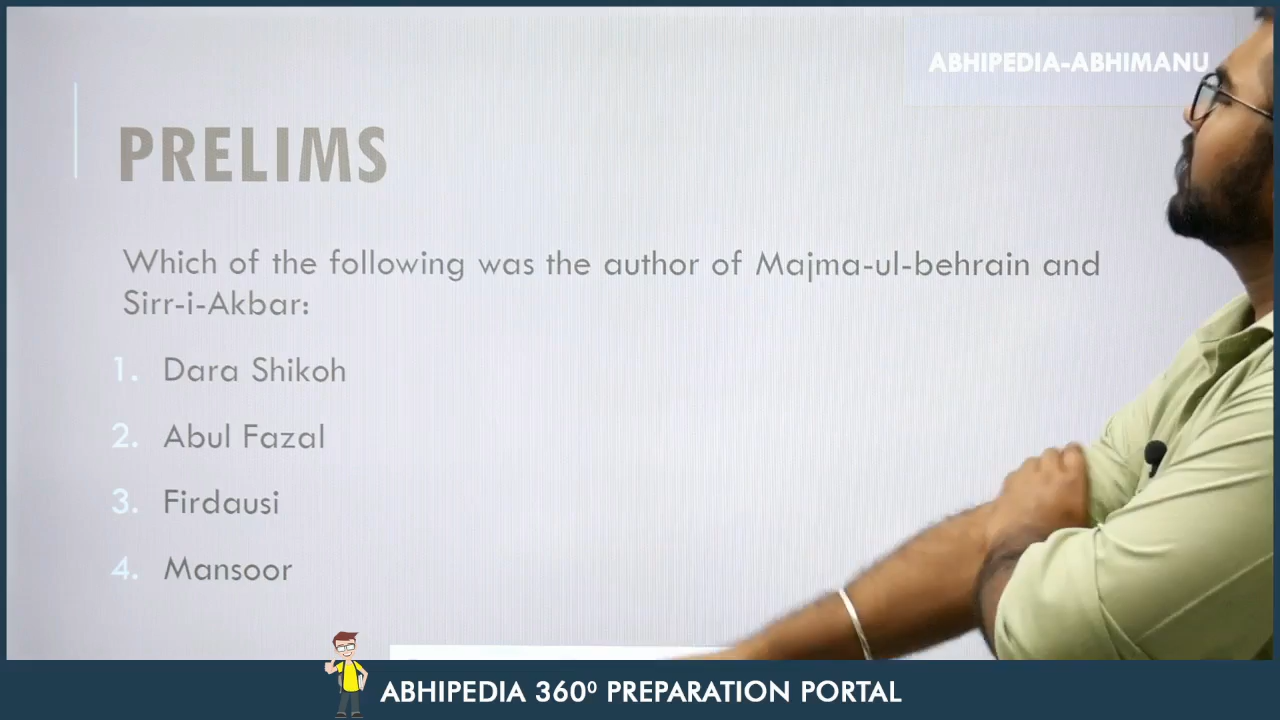 ABHIPEDIA-ABHIMANU
PRELIMS
Which of the following was the author of Majma-ul-behrain and
Sirr-i-Akbar:
1. Dara Shikoh
2. Abul Fazal
3. Firdausi
4. Mansoor
ABHIPEDIA 360⁰ PREPARATION PORTAL